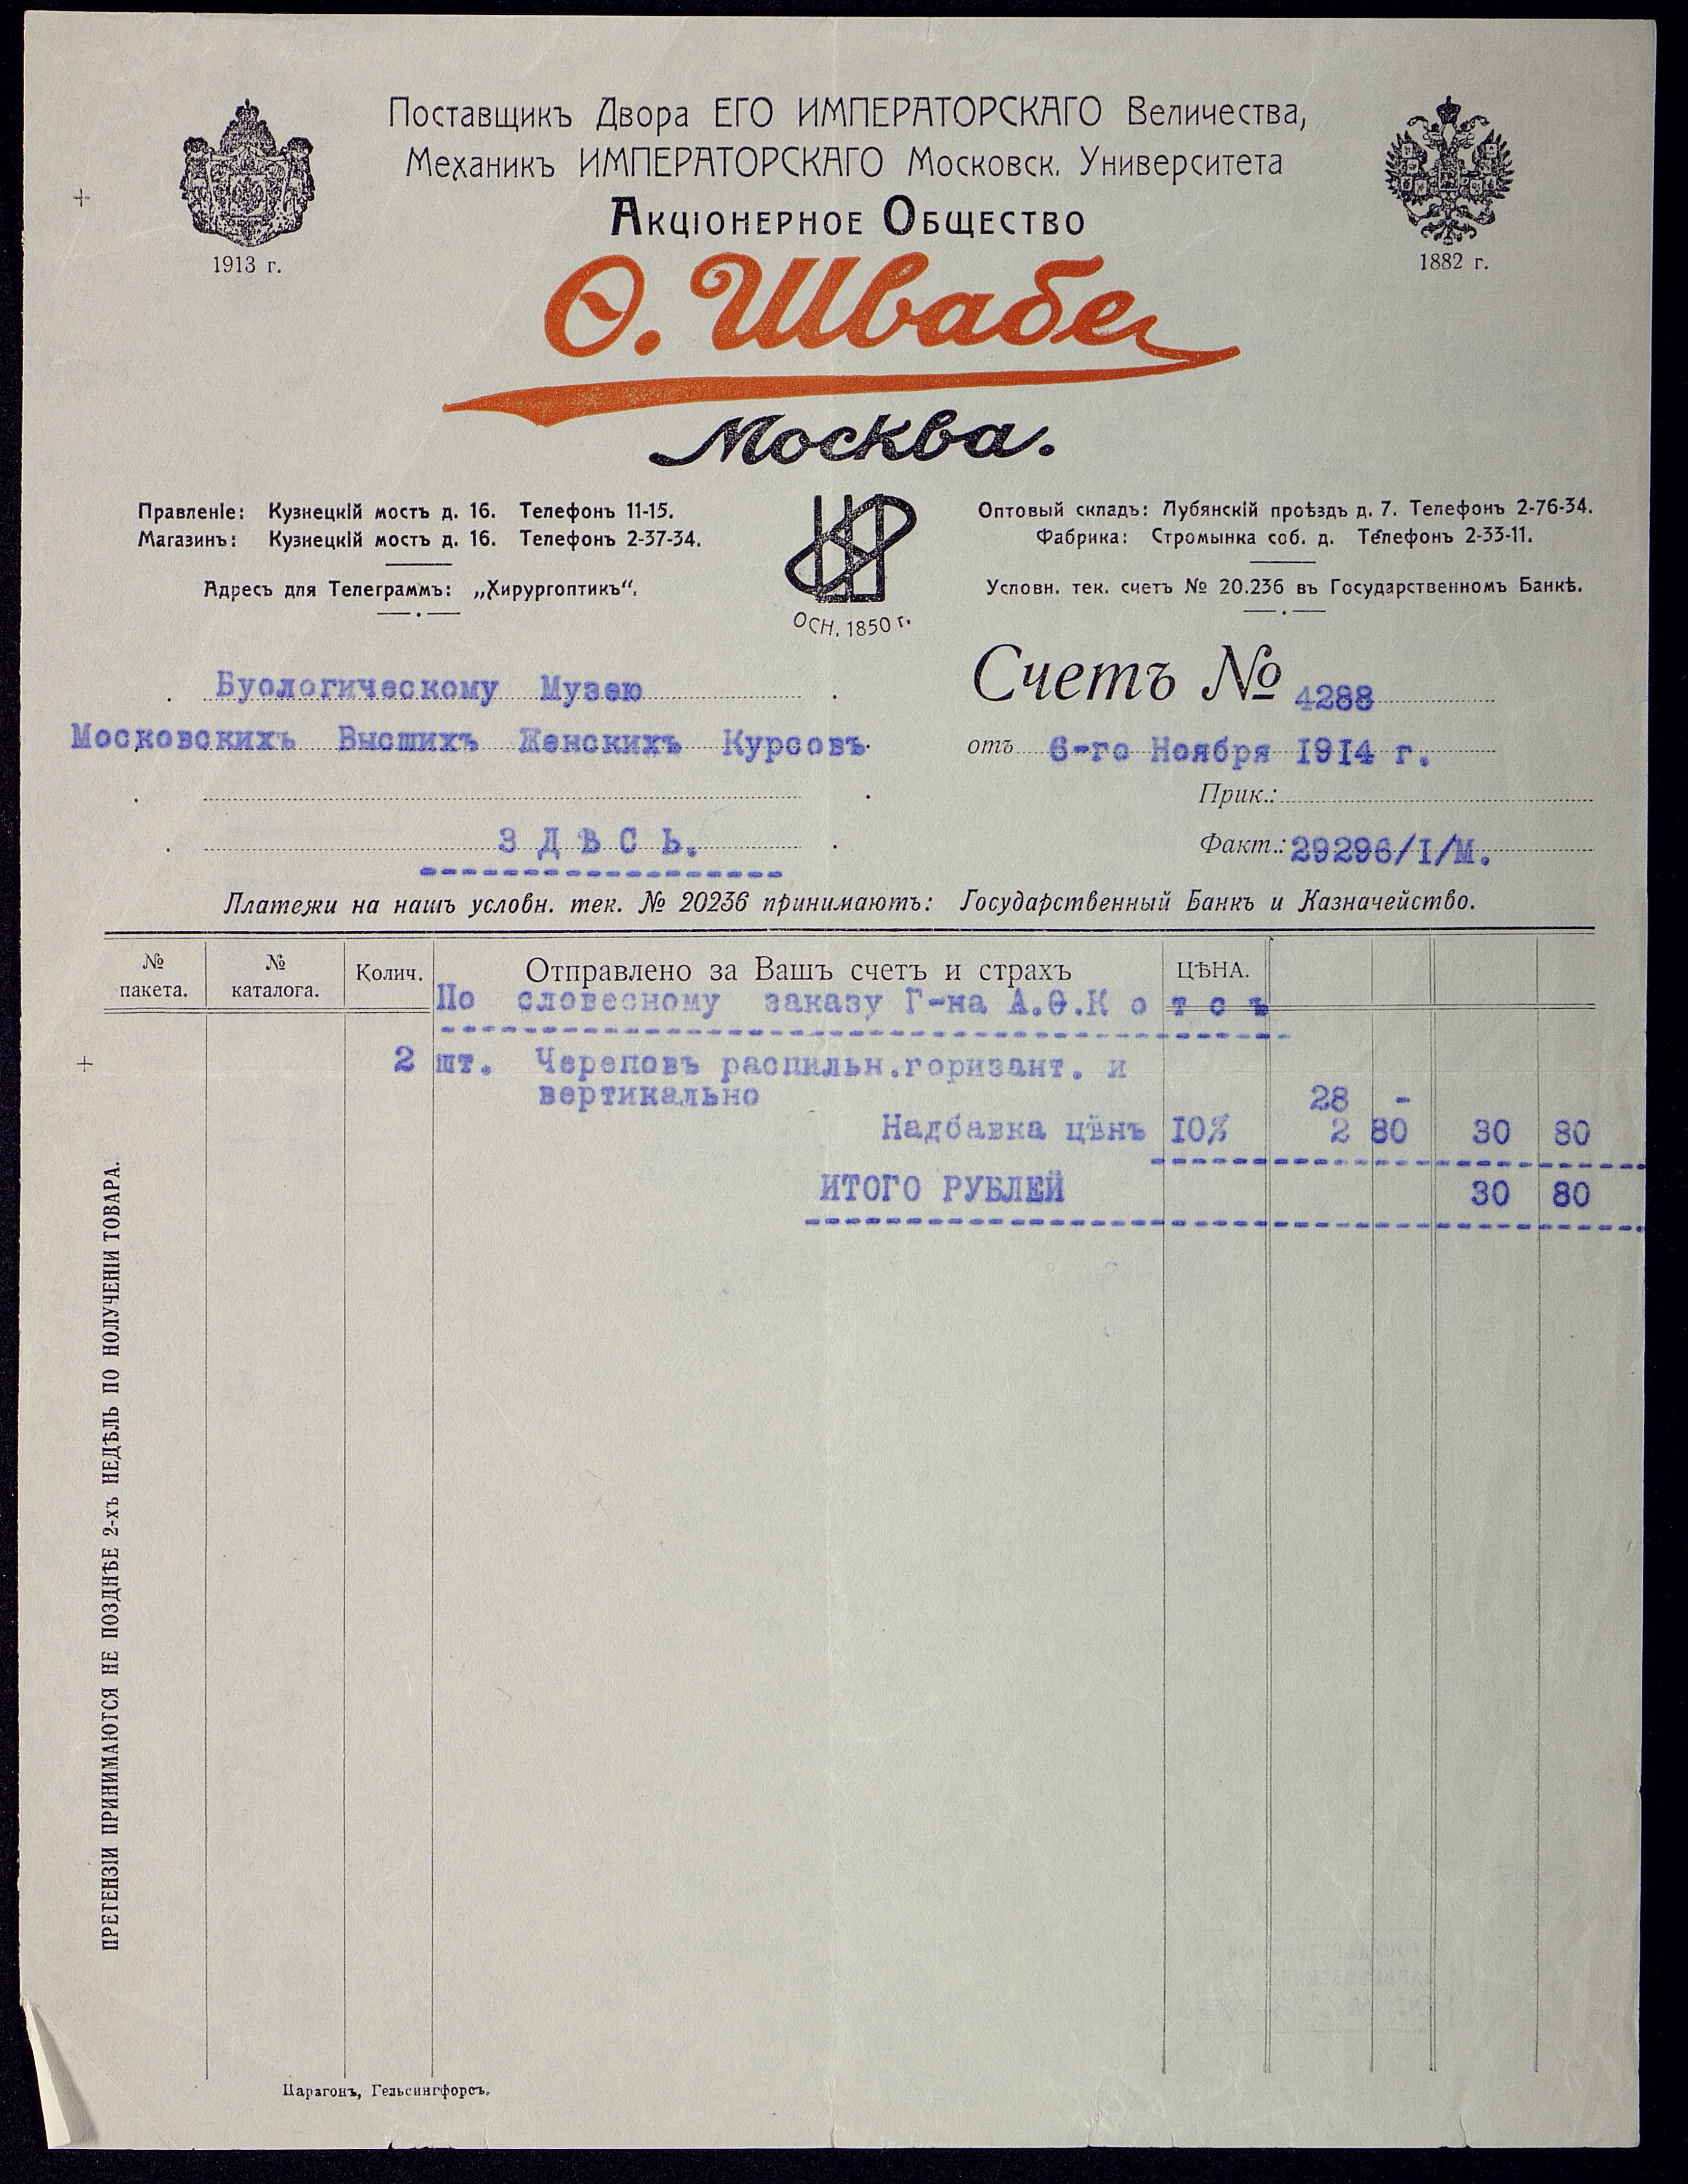 Поставщикъ Двора ЕГО ИМПЕРАТОРСКАГО Величества,
Механикъ ИМПЕРАТОРСКАГО Московск. Университета
Акціонерное Общество
1913 г.
1882 г.
Ѳ. Швабе
Москва.
Правленіе: Кузнецкій мостъ д. 16. Телефонъ 11-15.
Магазинъ: Кузнецкій мостъ д. 16. Телефонъ 2-37-34.
Адресъ для Телеграммъ: „Хирургоптикъ“.
ОСН. 1850 г.
Оптовый складъ: Лубянскій проѣздъ д. 7. Телефонъ 2-76-34.
Фабрика: Стромынка соб. д. Телефонъ 2-33-11.
Условн. тек. счетъ № 20.236 въ Государственномъ Банкѣ.
Буологическому Музею
Московскихъ Высшихъ Женскихъ Курсовъ
ЗДѢСЬ.
Счетъ № 4288
отъ 6-го Ноября 1914 г.
Прик.:
Факт.: 29296/I/М.
Платежи на нашъ условн. тек. № 20236 принимаютъ: Государственный Банкъ и Казначейство.
№ пакета. № каталога. Колич. Отправлено за Вашъ счетъ и страхъ ЦѢНА.
По словесному заказу Г-на А.Ѳ.Котсъ
2 шт. Череповъ распильн.горизант. и
вертикально 28 -
Надбавка цѣнъ 10% 2 80 30 80
ИТОГО РУБЛЕЙ 30 80
ПРЕТЕНЗІИ ПРИНИМАЮТСЯ НЕ ПОЗДНѢЕ 2-хъ НЕДѢЛЬ ПО ПОЛУЧЕНІИ ТОВАРА.
Парагонъ, Гельсингфорсъ.